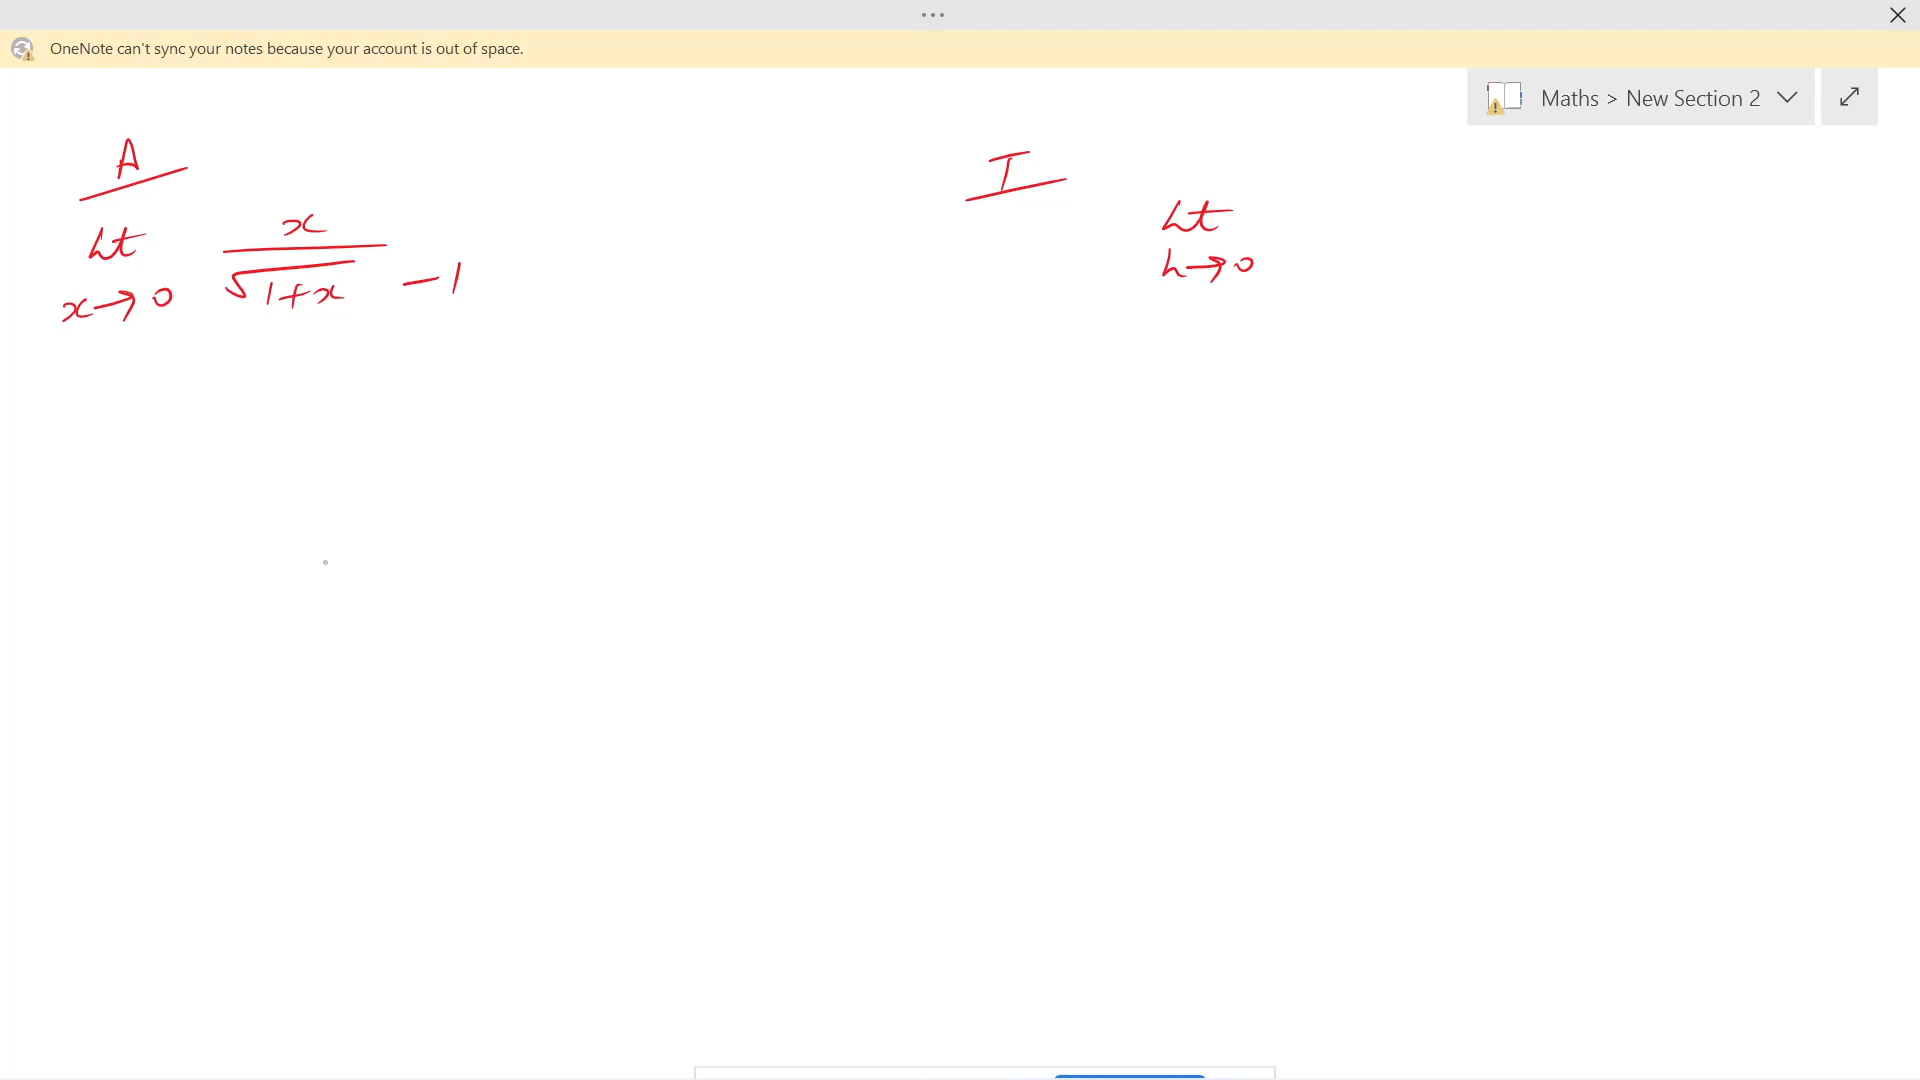 OneNote can't sync your notes because your account is out of space.
Maths > New Section 2
A
Lt x→0 x/√1+x -1
I
Lt
h→0